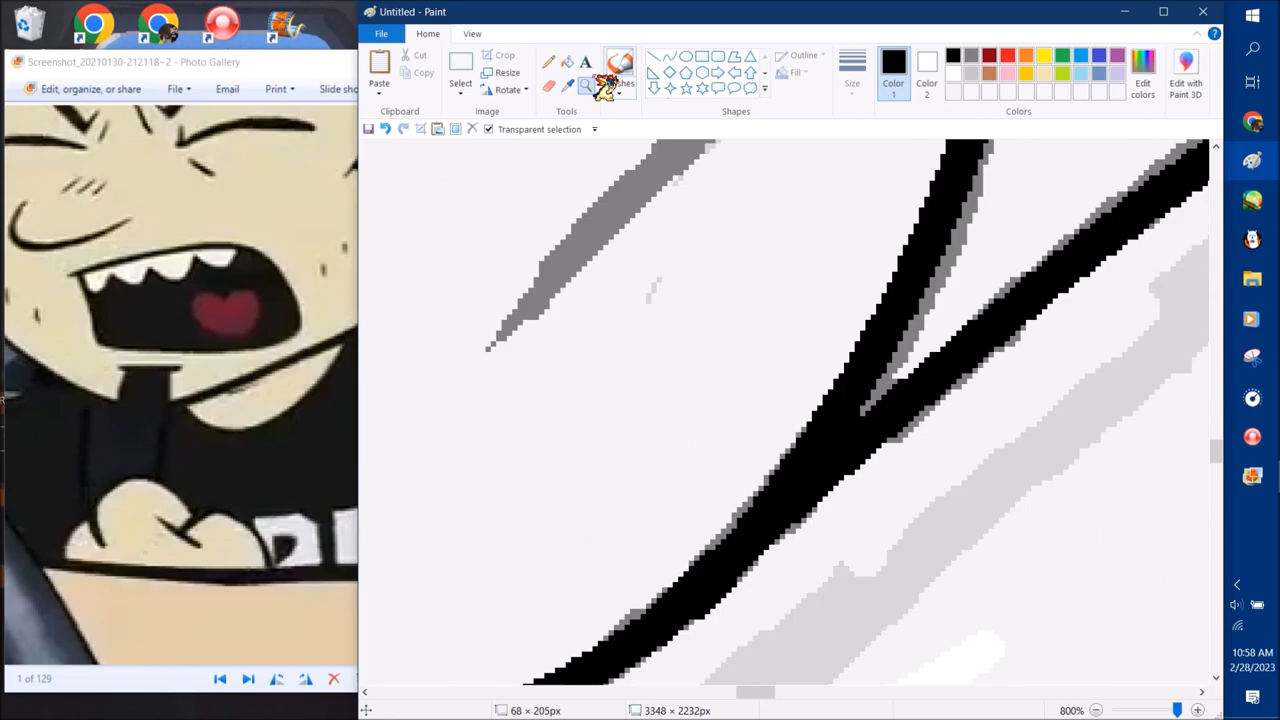 Untitled - Paint
File
Home
View
Screenshot_20210130-212118~2 - Photo Gallery
Edit, organize, or share
File
Email
Print
Slide sho
Paste
Cut
Copy
Clipboard
Select
Crop
Resize
Rotate
Image
A
Tools
Shapes
Outline
Fill
Size
Color 1
Color 2
Edit colors
Colors
Edit with Paint 3D
Transparent selection
1 of 129
68 × 205px
3348 × 2232px
800%
10:58 AM
2/28/2023